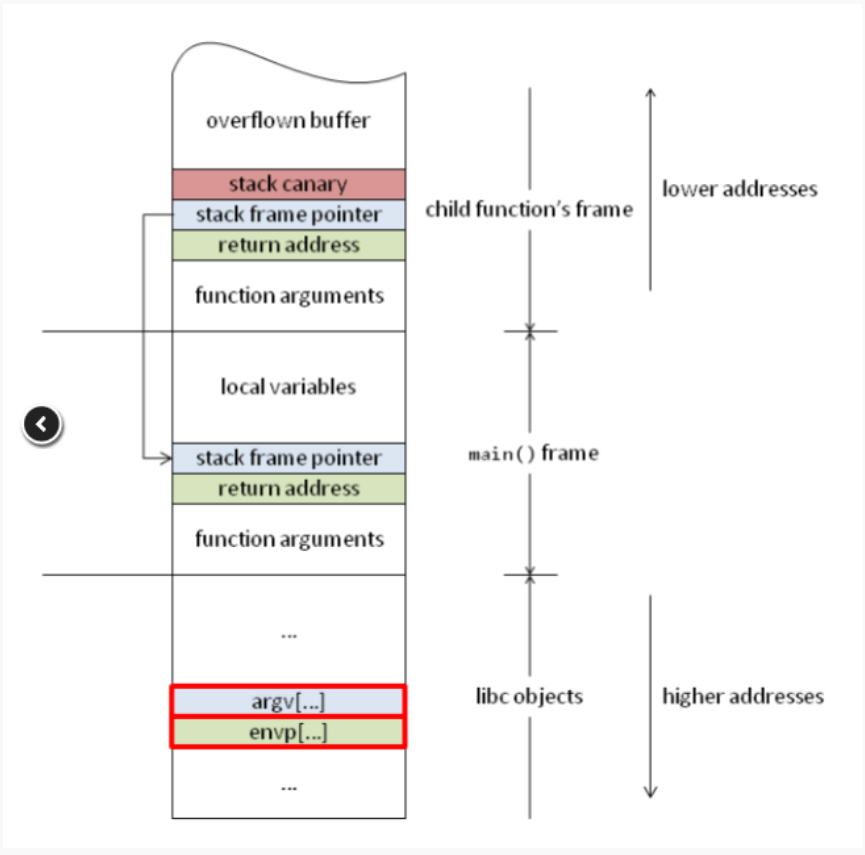 overflown buffer
stack canary
stack frame pointer
return address
function arguments
child function's frame
lower addresses
local variables
stack frame pointer
return address
function arguments
main() frame
...
argv[...]
envp[...]
...
libc objects
higher addresses